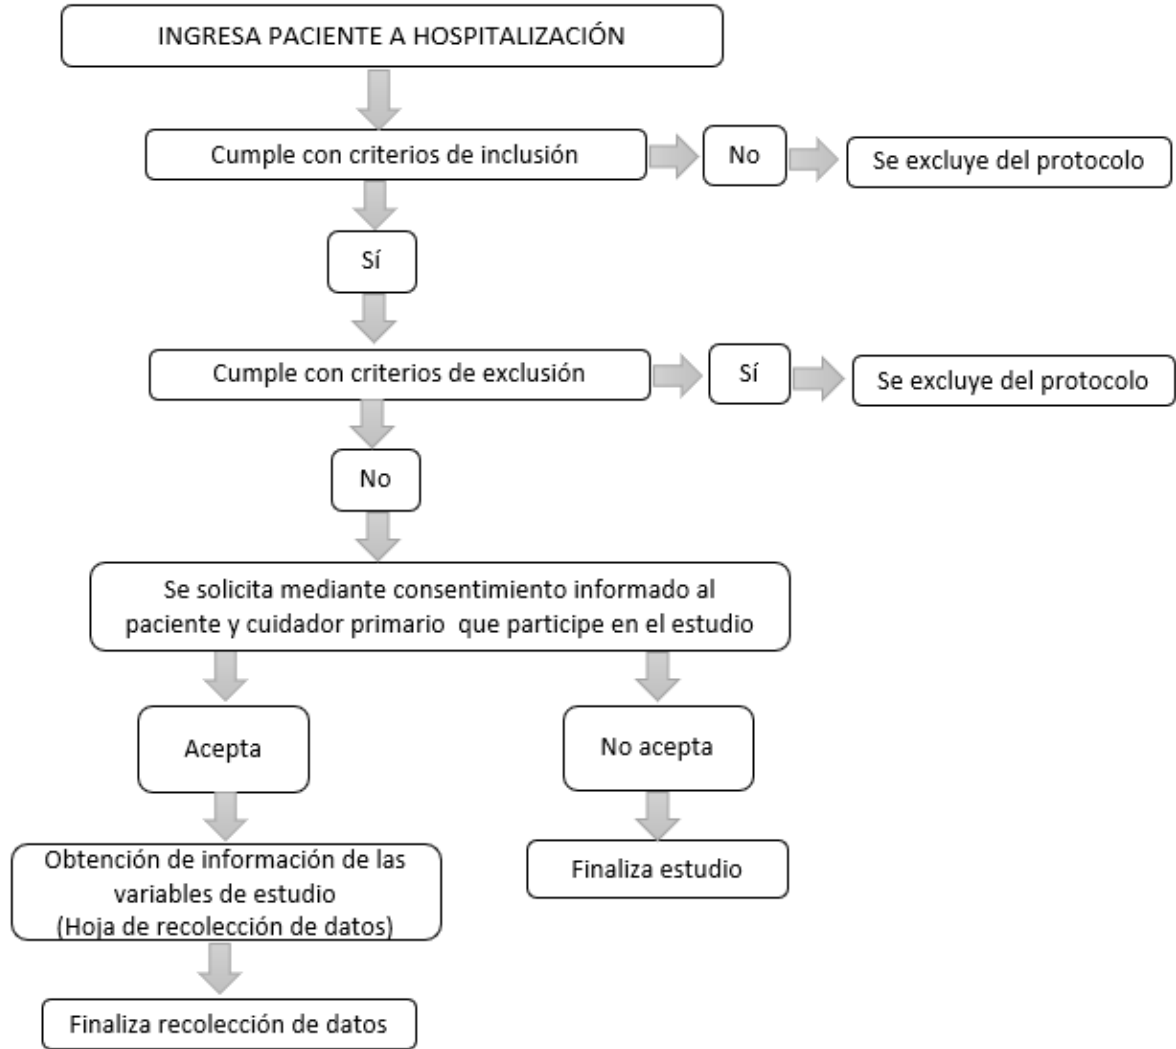 INGRESA PACIENTE A HOSPITALIZACIÓN
Cumple con criterios de inclusión
No
Se excluye del protocolo
Sí
Cumple con criterios de exclusión
Sí
Se excluye del protocolo
No
Se solicita mediante consentimiento informado al
paciente y cuidador primario que participe en el estudio
Acepta
No acepta
Obtención de información de las
variables de estudio
(Hoja de recolección de datos)
Finaliza estudio
Finaliza recolección de datos